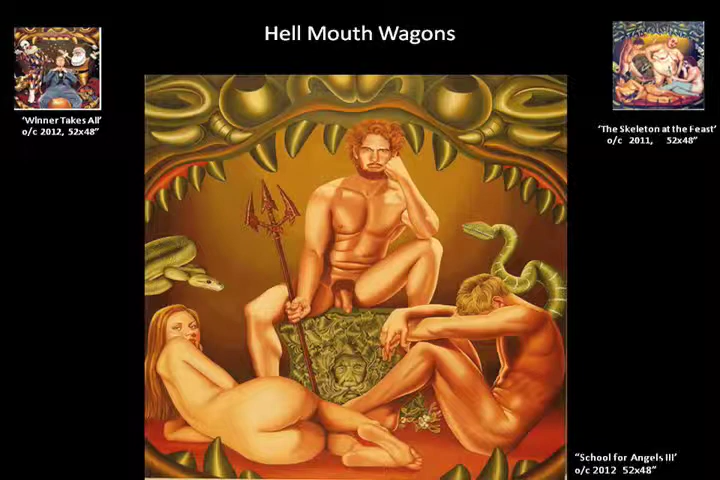 Hell Mouth Wagons
'Winner Takes All'
o/c 2012, 52x48"
'The Skeleton at the Feast'
o/c 2011, 52x48"
"School for Angels III'
o/c 2012 52x48"